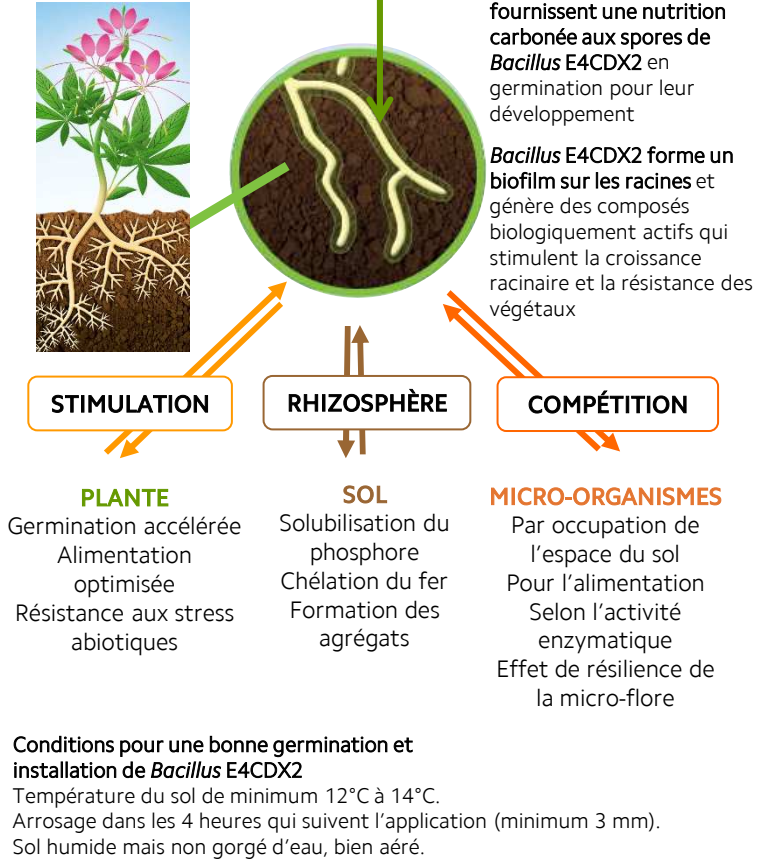 fournissent une nutrition
carbonée aux spores de
Bacillus E4CDX2 en
germination pour leur
développement
Bacillus E4CDX2 forme un
biofilm sur les racines et
génère des composés
biologiquement actifs qui
stimulent la croissance
racinaire et la résistance des
végétaux
STIMULATION
RHIZOSPHÈRE
COMPÉTITION
PLANTE
Germination accélérée
Alimentation
optimisée
Résistance aux stress
abiotiques
SOL
Solubilisation du
phosphore
Chélation du fer
Formation des
agrégats
MICRO-ORGANISMES
Par occupation de
l’espace du sol
Pour l’alimentation
Selon l’activité
enzymatique
Effet de résilience de
la micro-flore
Conditions pour une bonne germination et
installation de Bacillus E4CDX2
Température du sol de minimum 12°C à 14°C.
Arrosage dans les 4 heures qui suivent l’application (minimum 3 mm).
Sol humide mais non gorgé d’eau, bien aéré.